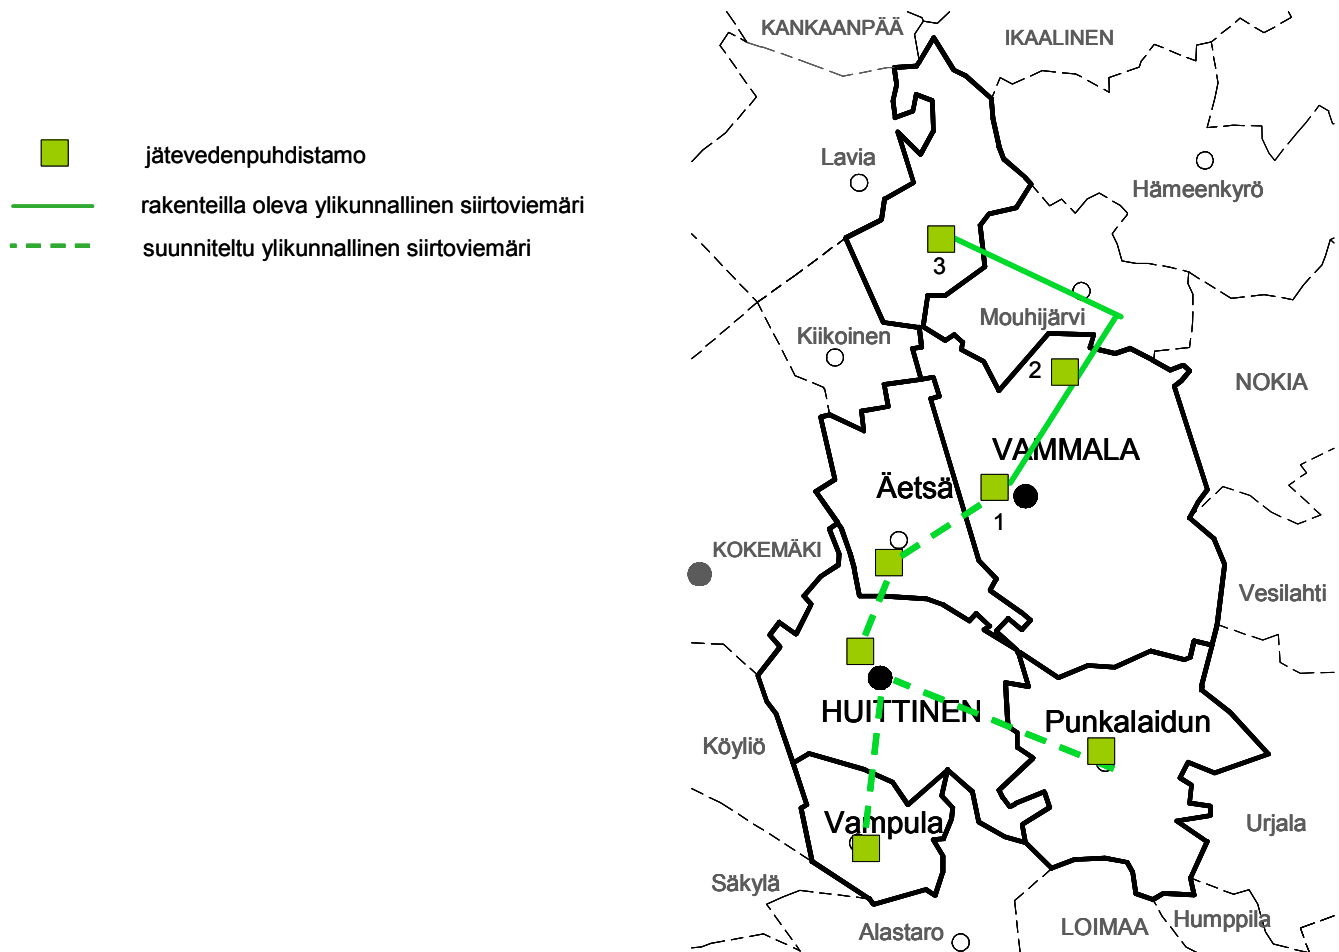 KANKAANPÄÄ
IKAALINEN
jätevedenpuhdistamo
Lavia
Hämeenkyrö
rakenteilla oleva ylikunnallinen siirtoviemäri
suunniteltu ylikunnallinen siirtoviemäri
3
Mouhijärvi
Kiikoinen
2
NOKIA
VAMMALA
Äetsä
1
KOKEMÄKI
Vesilahti
HUITTINEN
Punkalaidun
Köyliö
Vampula
Urjala
Säkylä
Alastaro
LOIMAA
Humppila